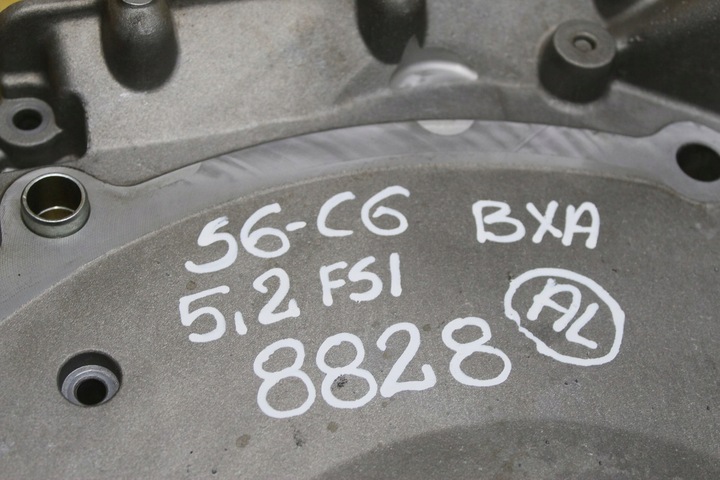 S6-C6 BXA
5,2 FSI AL
8828